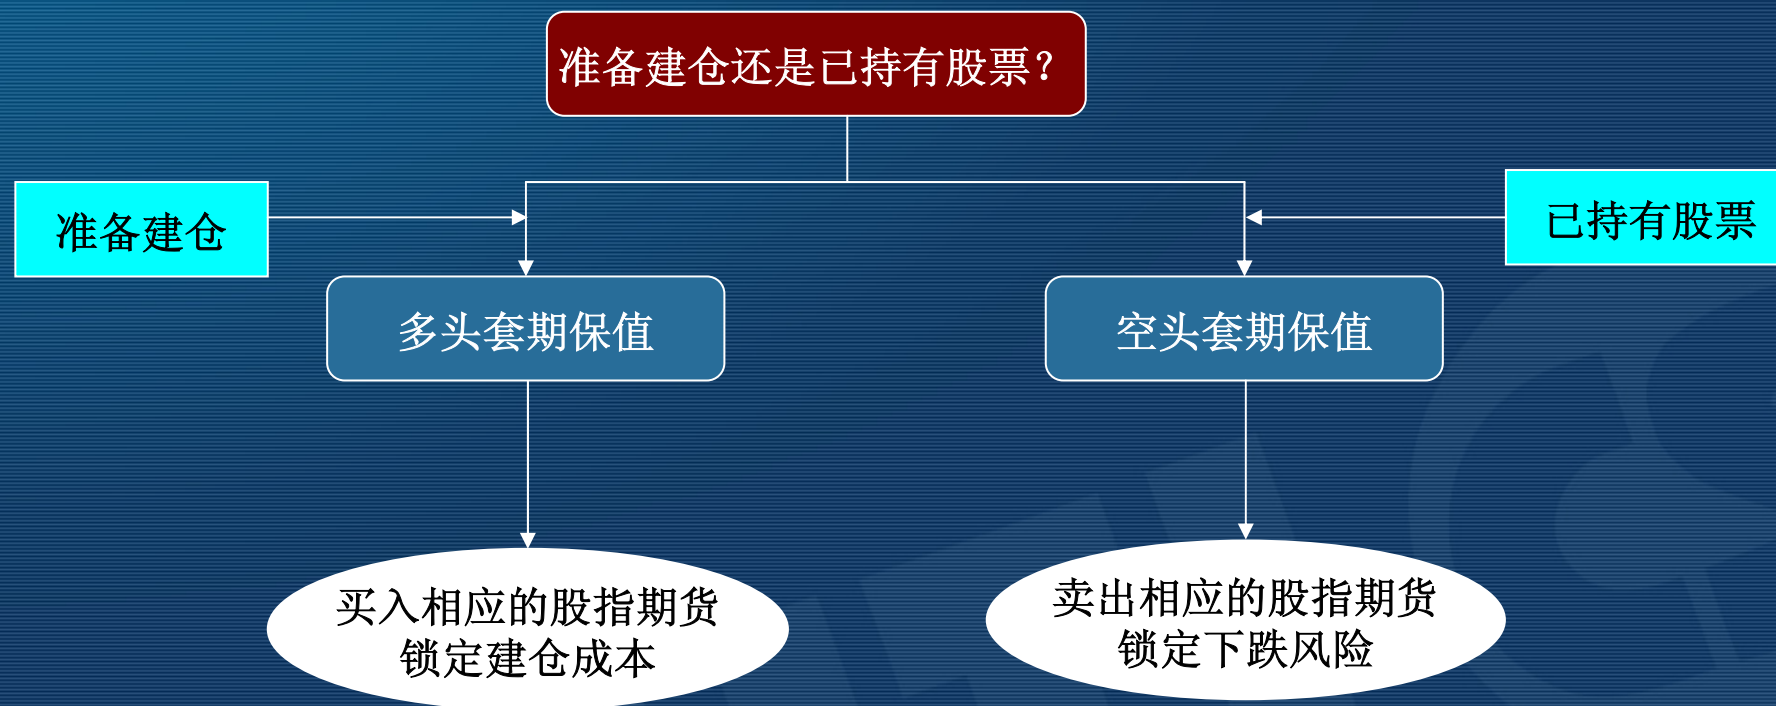 准备建仓还是已持有股票？
准备建仓
已持有股票
多头套期保值
空头套期保值
买入相应的股指期货
锁定建仓成本
卖出相应的股指期货
锁定下跌风险